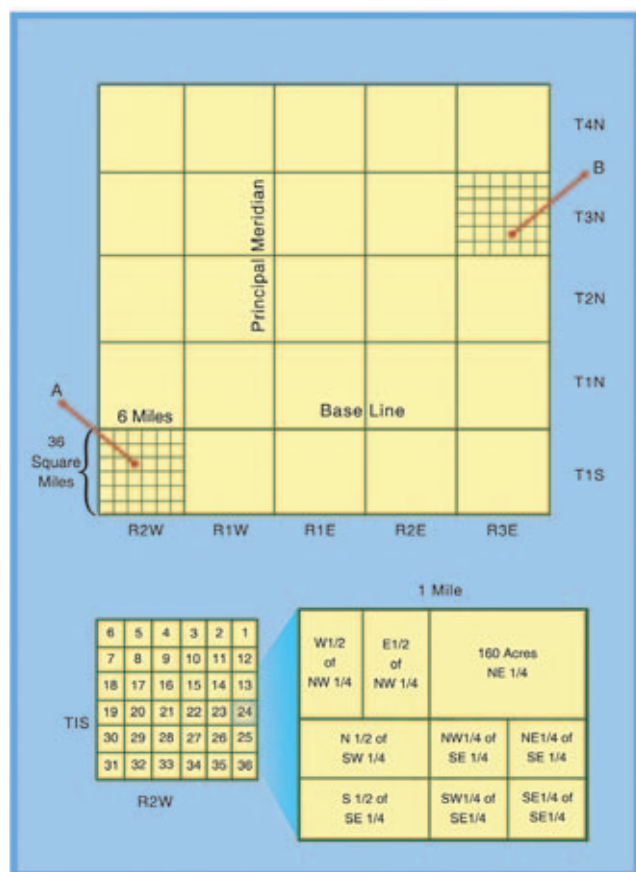 T4N
B
T3N
Principal Meridian
T2N
A
T1N
6 Miles
Base Line
36
Square
Miles
T1S
R2W
R1W
R1E
R2E
R3E
1 Mile
6 5 4 3 2 1
7 8 9 10 11 12
18 17 16 15 14 13
19 20 21 22 23 24
30 29 28 27 26 25
31 32 33 34 35 36
TIS
R2W
W1/2
of
NW 1/4
E1/2
of
NW 1/4
160 Acres
NE 1/4
N 1/2 of
SW 1/4
NW1/4 of
SE 1/4
NE1/4 of
SE 1/4
S 1/2 of
SE 1/4
SW1/4 of
SE1/4
SE1/4 of
SE1/4